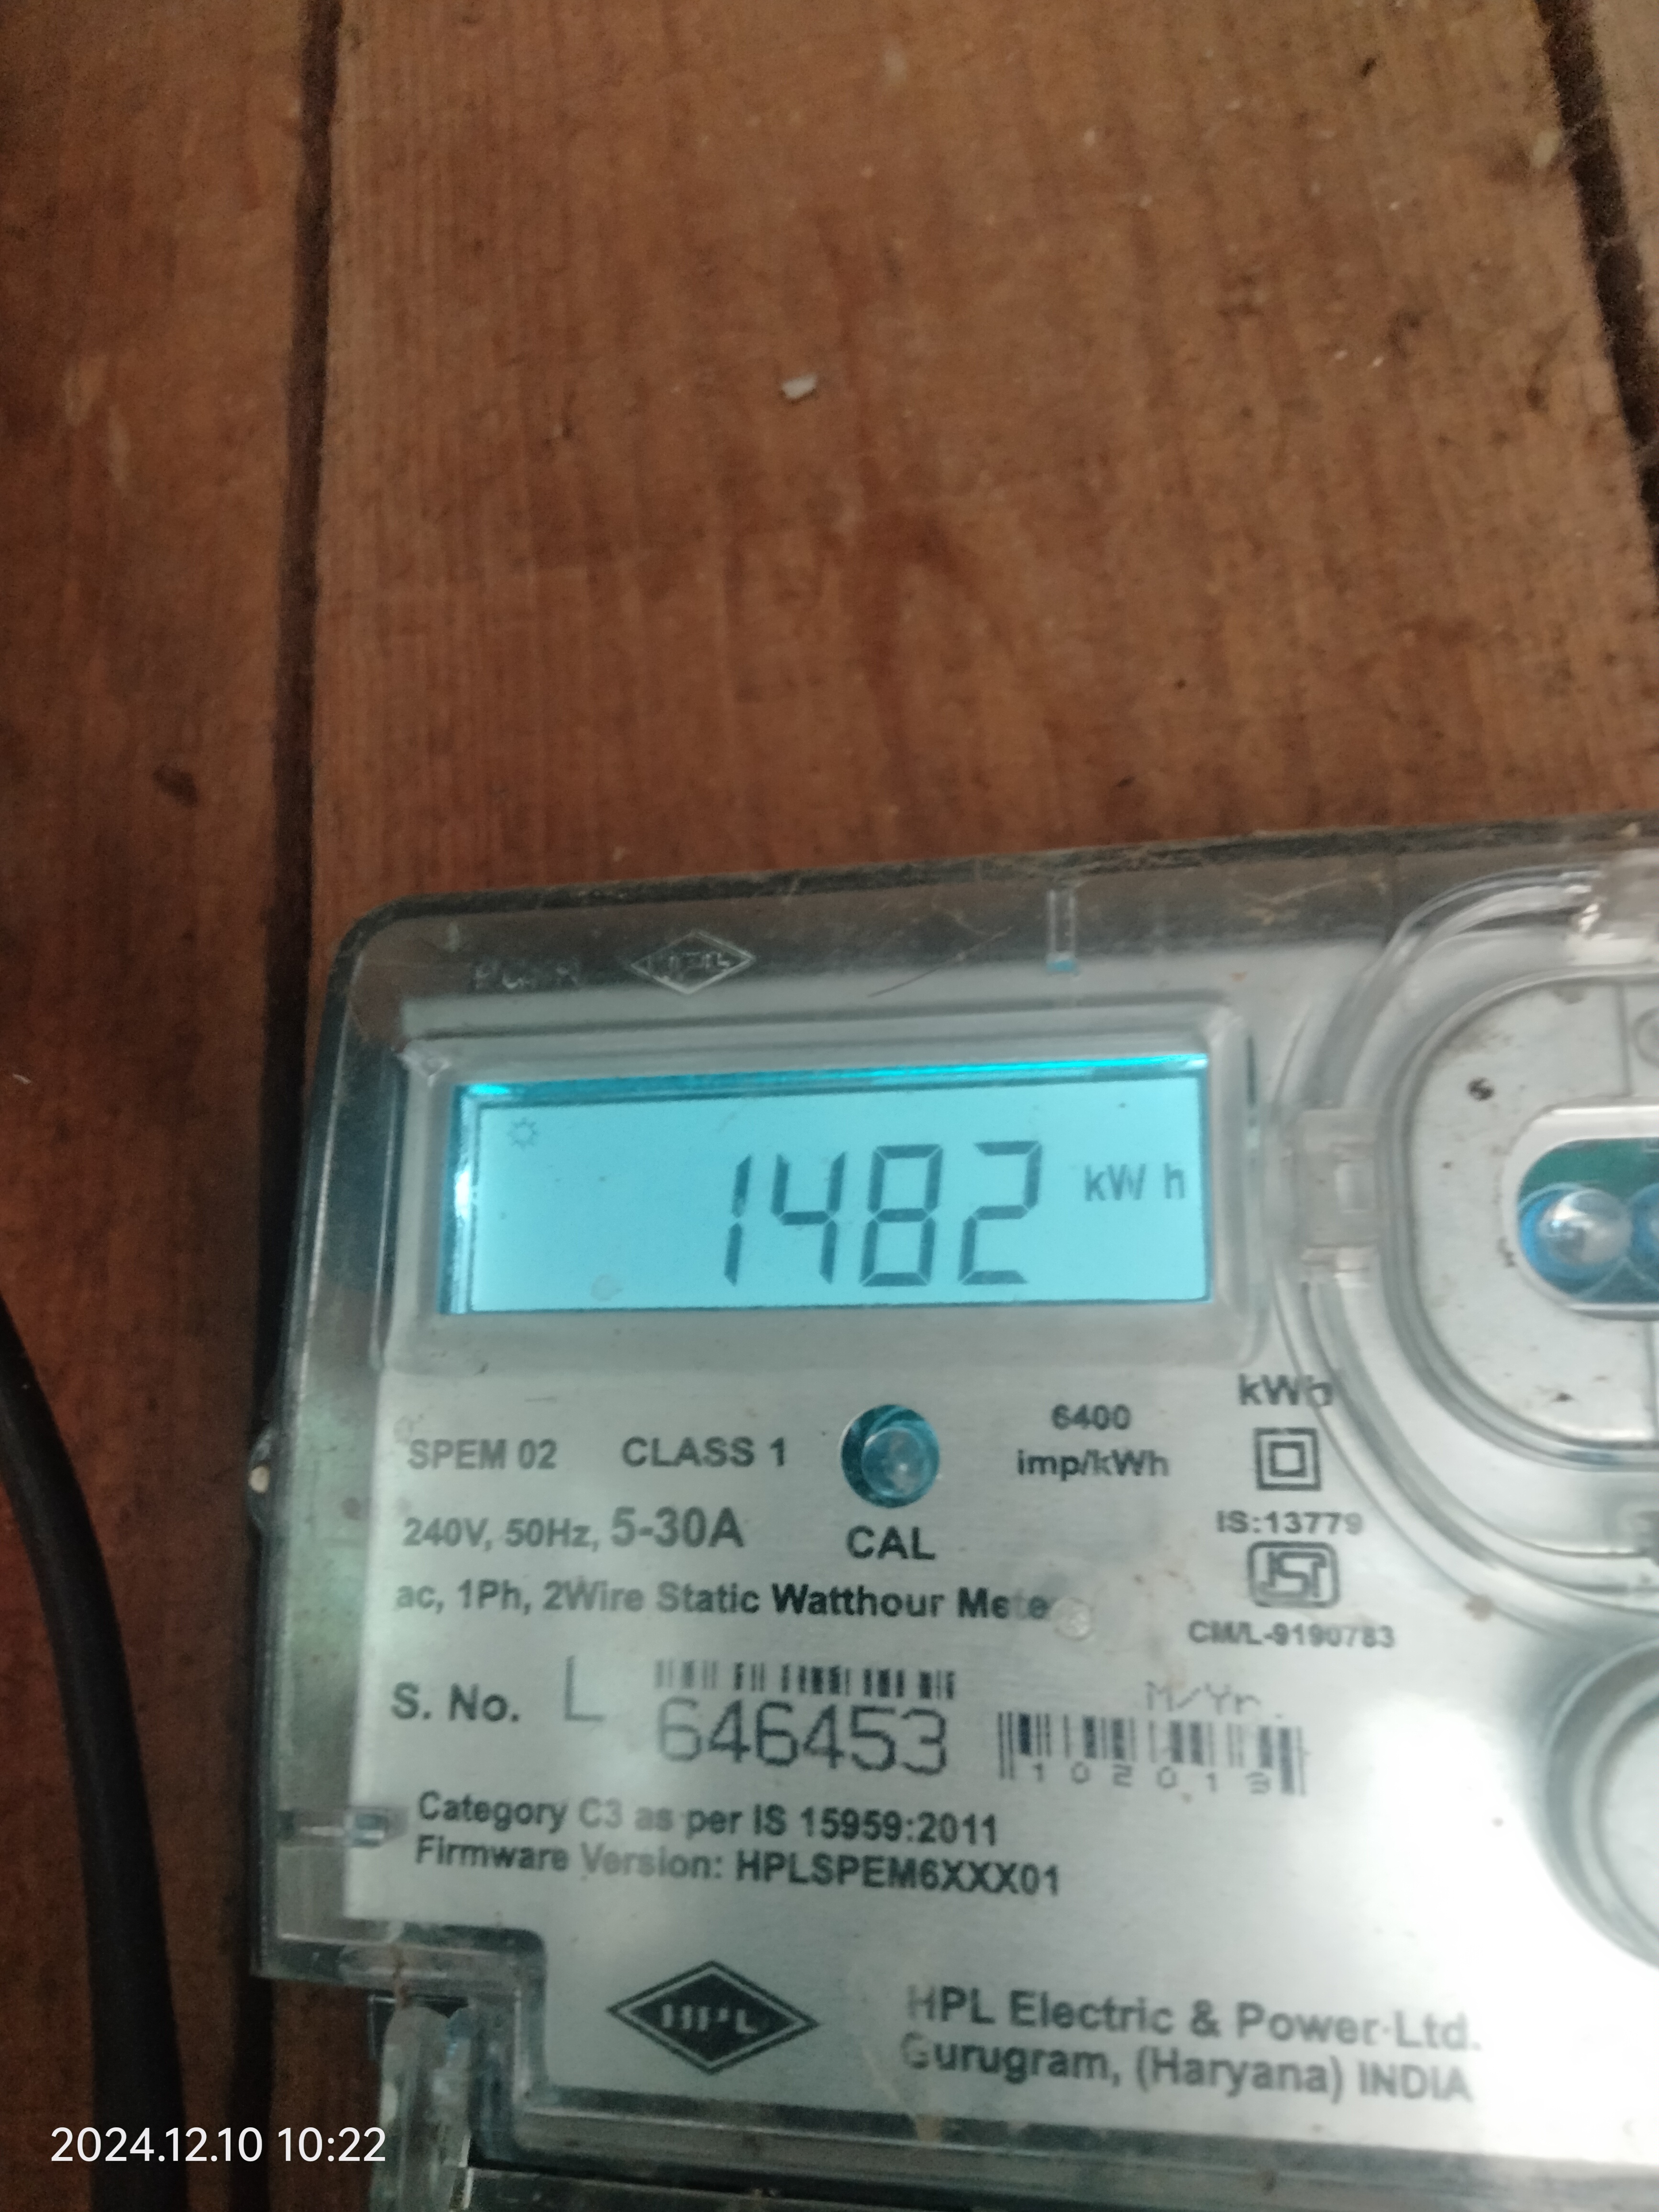 HPL
1482 kWh
SPEM 02 CLASS 1
6400
imp/kWh
kWh
240V, 50Hz, 5-30A
CAL
IS:13779
ISI
ac, 1Ph, 2Wire Static Watthour Mete
CM/L-9190783
S. No. L 646453
M/Yr.
102013
Category C3 as per IS 15959:2011
Firmware Version: HPLSPEM6XXX01
HPL
HPL Electric & Power Ltd.
Gurugram, (Haryana) INDIA
2024.12.10 10:22